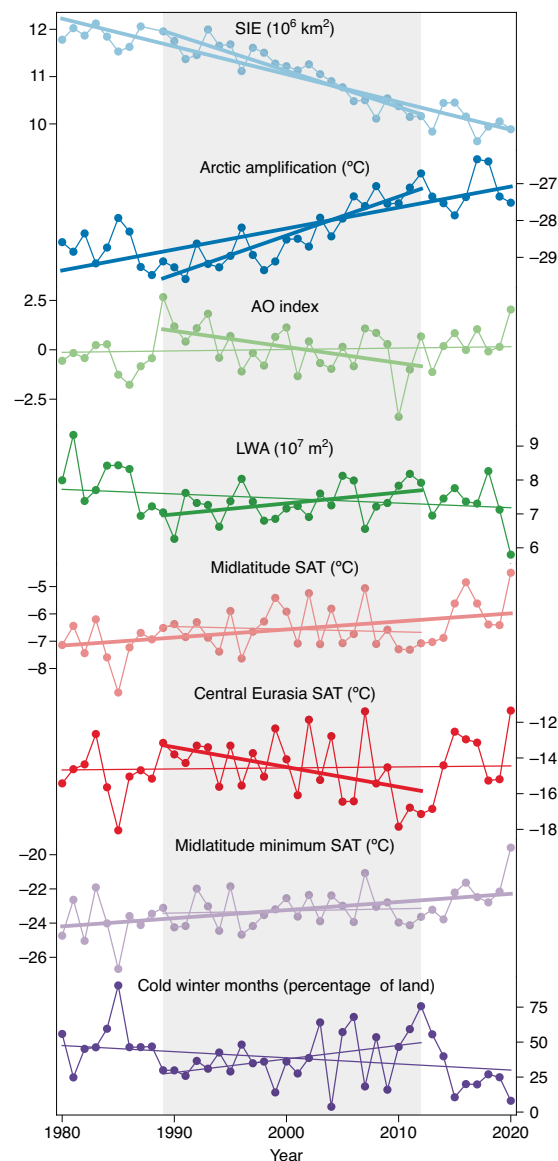 SIE (10⁶ km²)
12
11
10
Arctic amplification (ºC)
−27
−28
−29
AO index
2.5
0
−2.5
LWA (10⁷ m²)
9
8
7
6
Midlatitude SAT (ºC)
−5
−6
−7
−8
Central Eurasia SAT (ºC)
−12
−14
−16
−18
Midlatitude minimum SAT (ºC)
−20
−22
−24
−26
Cold winter months (percentage of land)
75
50
25
0
1980 1990 2000 2010 2020
Year